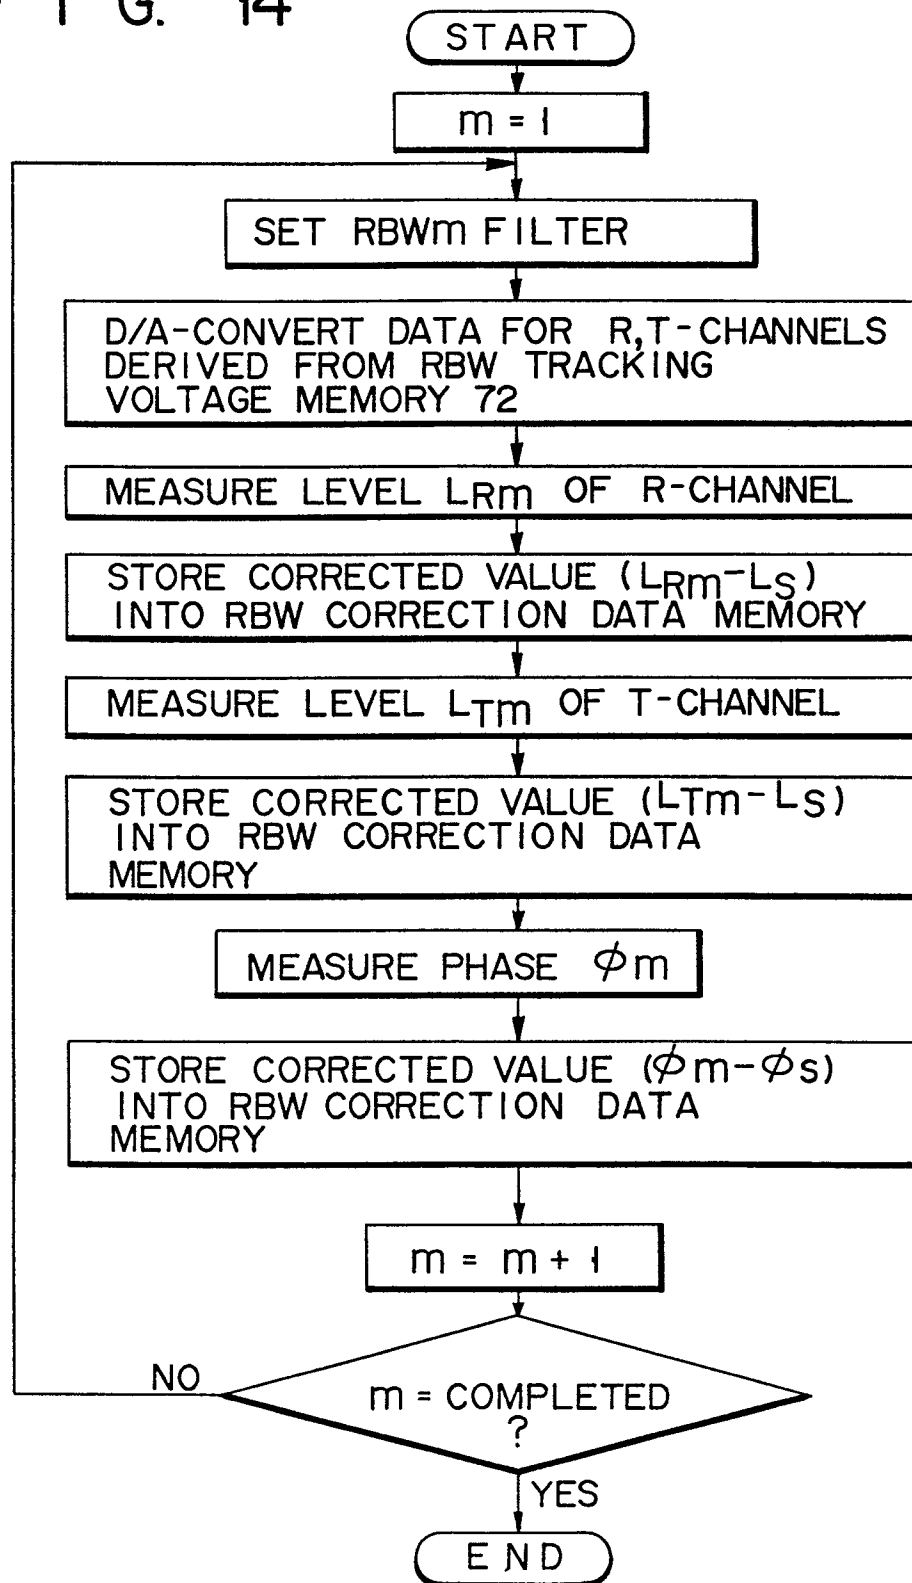 I G. 14
START
m = 1
SET RBWm FILTER
D/A-CONVERT DATA FOR R,T-CHANNELS
DERIVED FROM RBW TRACKING
VOLTAGE MEMORY 72
MEASURE LEVEL LRm OF R-CHANNEL
STORE CORRECTED VALUE (LRm-LS)
INTO RBW CORRECTION DATA MEMORY
MEASURE LEVEL LTm OF T-CHANNEL
STORE CORRECTED VALUE (LTm-LS)
INTO RBW CORRECTION DATA
MEMORY
MEASURE PHASE ϕm
STORE CORRECTED VALUE (ϕm-ϕs)
INTO RBW CORRECTION DATA
MEMORY
m = m + 1
NO
m = COMPLETED
?
YES
END